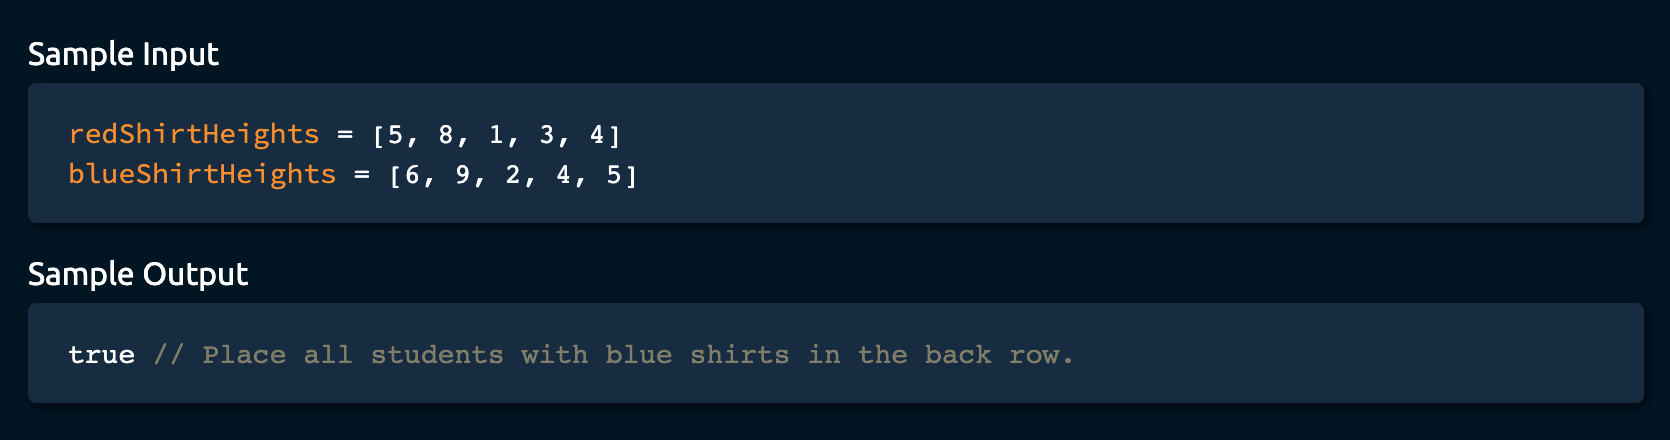 Sample Input
redShirtHeights = [5, 8, 1, 3, 4]
blueShirtHeights = [6, 9, 2, 4, 5]
Sample Output
true // Place all students with blue shirts in the back row.